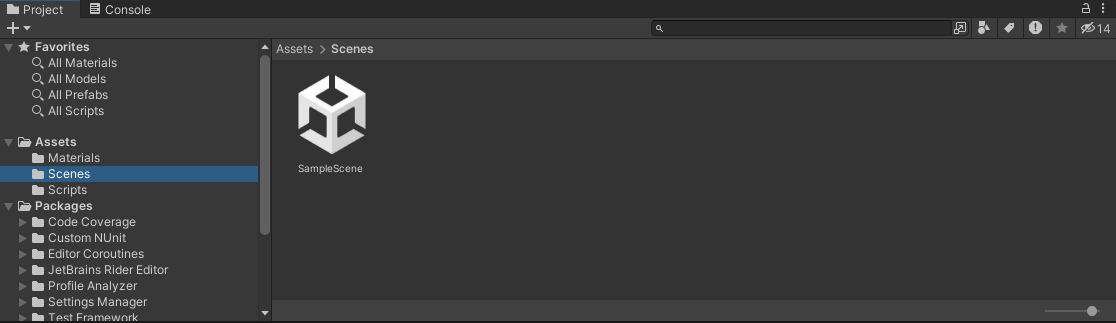 Project
Console
14
Favorites
All Materials
All Models
All Prefabs
All Scripts
Assets
Materials
Scenes
Scripts
Packages
Code Coverage
Custom NUnit
Editor Coroutines
JetBrains Rider Editor
Profile Analyzer
Settings Manager
Test Framework
Assets > Scenes
SampleScene